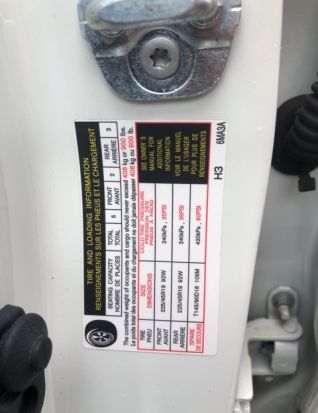 TIRE AND LOADING INFORMATION
RENSEIGNEMENTS SUR LES PNEUS ET LE CHARGEMENT
SEATING CAPACITY TOTAL 5 FRONT 2 REAR 3
NOMBRE DE PLACES TOTAL AVANT ARRIÈRE
The combined weight of occupants and cargo should never exceed 408 kg or 900 lbs.
Le poids total des occupants et du chargement ne doit jamais dépasser 408 kg ou 900 lb.
TIRE SIZE COLD TIRE PRESSURE SEE OWNER'S
PNEU DIMENSIONS PRESSION DES MANUAL FOR
PNEUS À FROID ADDITIONAL
INFORMATION
FRONT 225/45R19 92W 240kPa, 35PSI
AVANT
REAR 225/45R19 92W 240kPa, 35PSI
ARRIÈRE
SPARE T145/90D16 106M 420kPa, 60PSI
DE SECOURS
VOIR LE MANUEL
DE L'USAGER
POUR PLUS DE
RENSEIGNEMENTS
H3 6MA3A